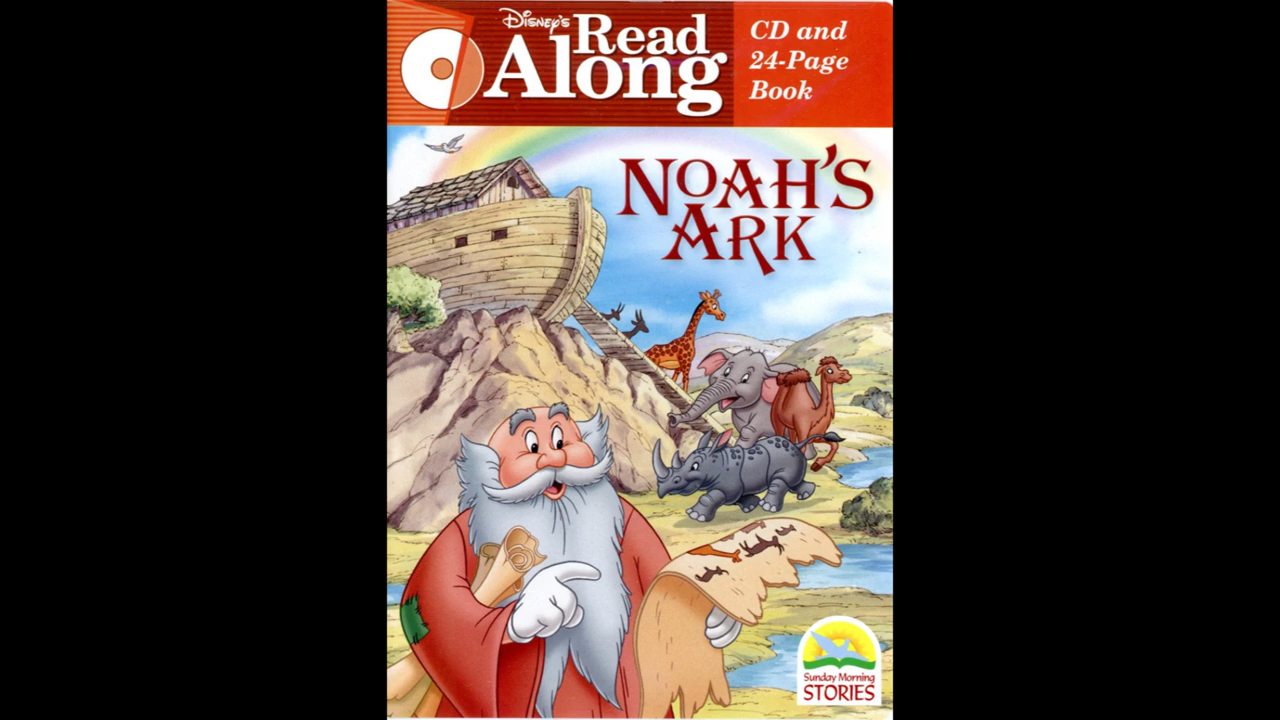 Disney's
Read
Along
CD and
24-Page
Book
NOAH'S
ARK
Sunday Morning
STORIES